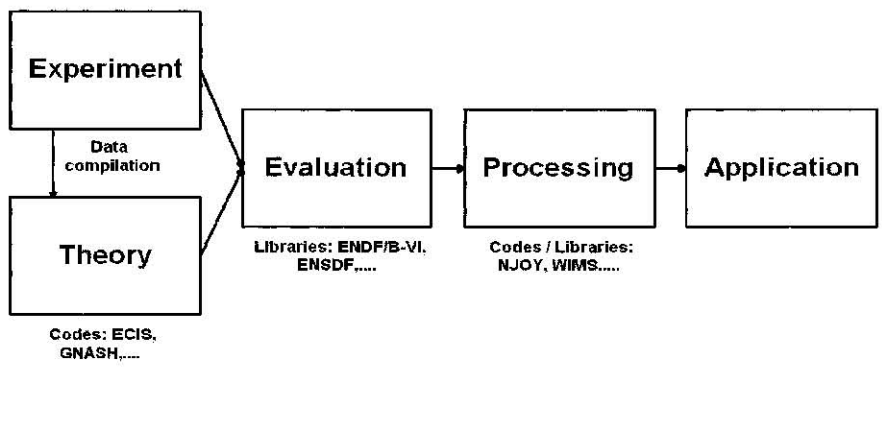 Experiment
Data
compilation
Theory
Codes: ECIS,
GNASH,....
Evaluation
Libraries: ENDF/B-VI,
ENSDF,....
Processing
Codes / Libraries:
NJOY, WIMS.....
Application